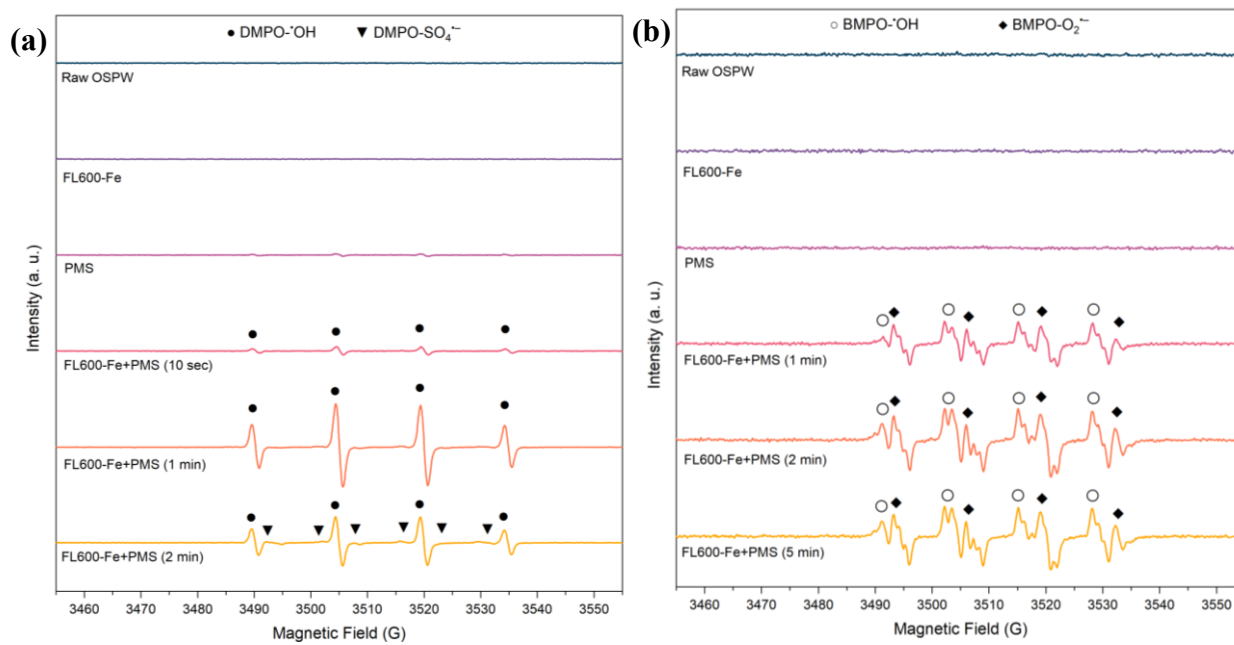 (a)
● DMPO-•OH ▼ DMPO-SO₄•−
Raw OSPW
FL600-Fe
PMS
FL600-Fe+PMS (10 sec)
FL600-Fe+PMS (1 min)
FL600-Fe+PMS (2 min)
Intensity (a. u.)
3460 3470 3480 3490 3500 3510 3520 3530 3540 3550
Magnetic Field (G)
(b)
○ BMPO-•OH ◆ BMPO-O₂•−
Raw OSPW
FL600-Fe
PMS
FL600-Fe+PMS (1 min)
FL600-Fe+PMS (2 min)
FL600-Fe+PMS (5 min)
Intensity (a. u.)
3460 3470 3480 3490 3500 3510 3520 3530 3540 3550
Magnetic Field (G)